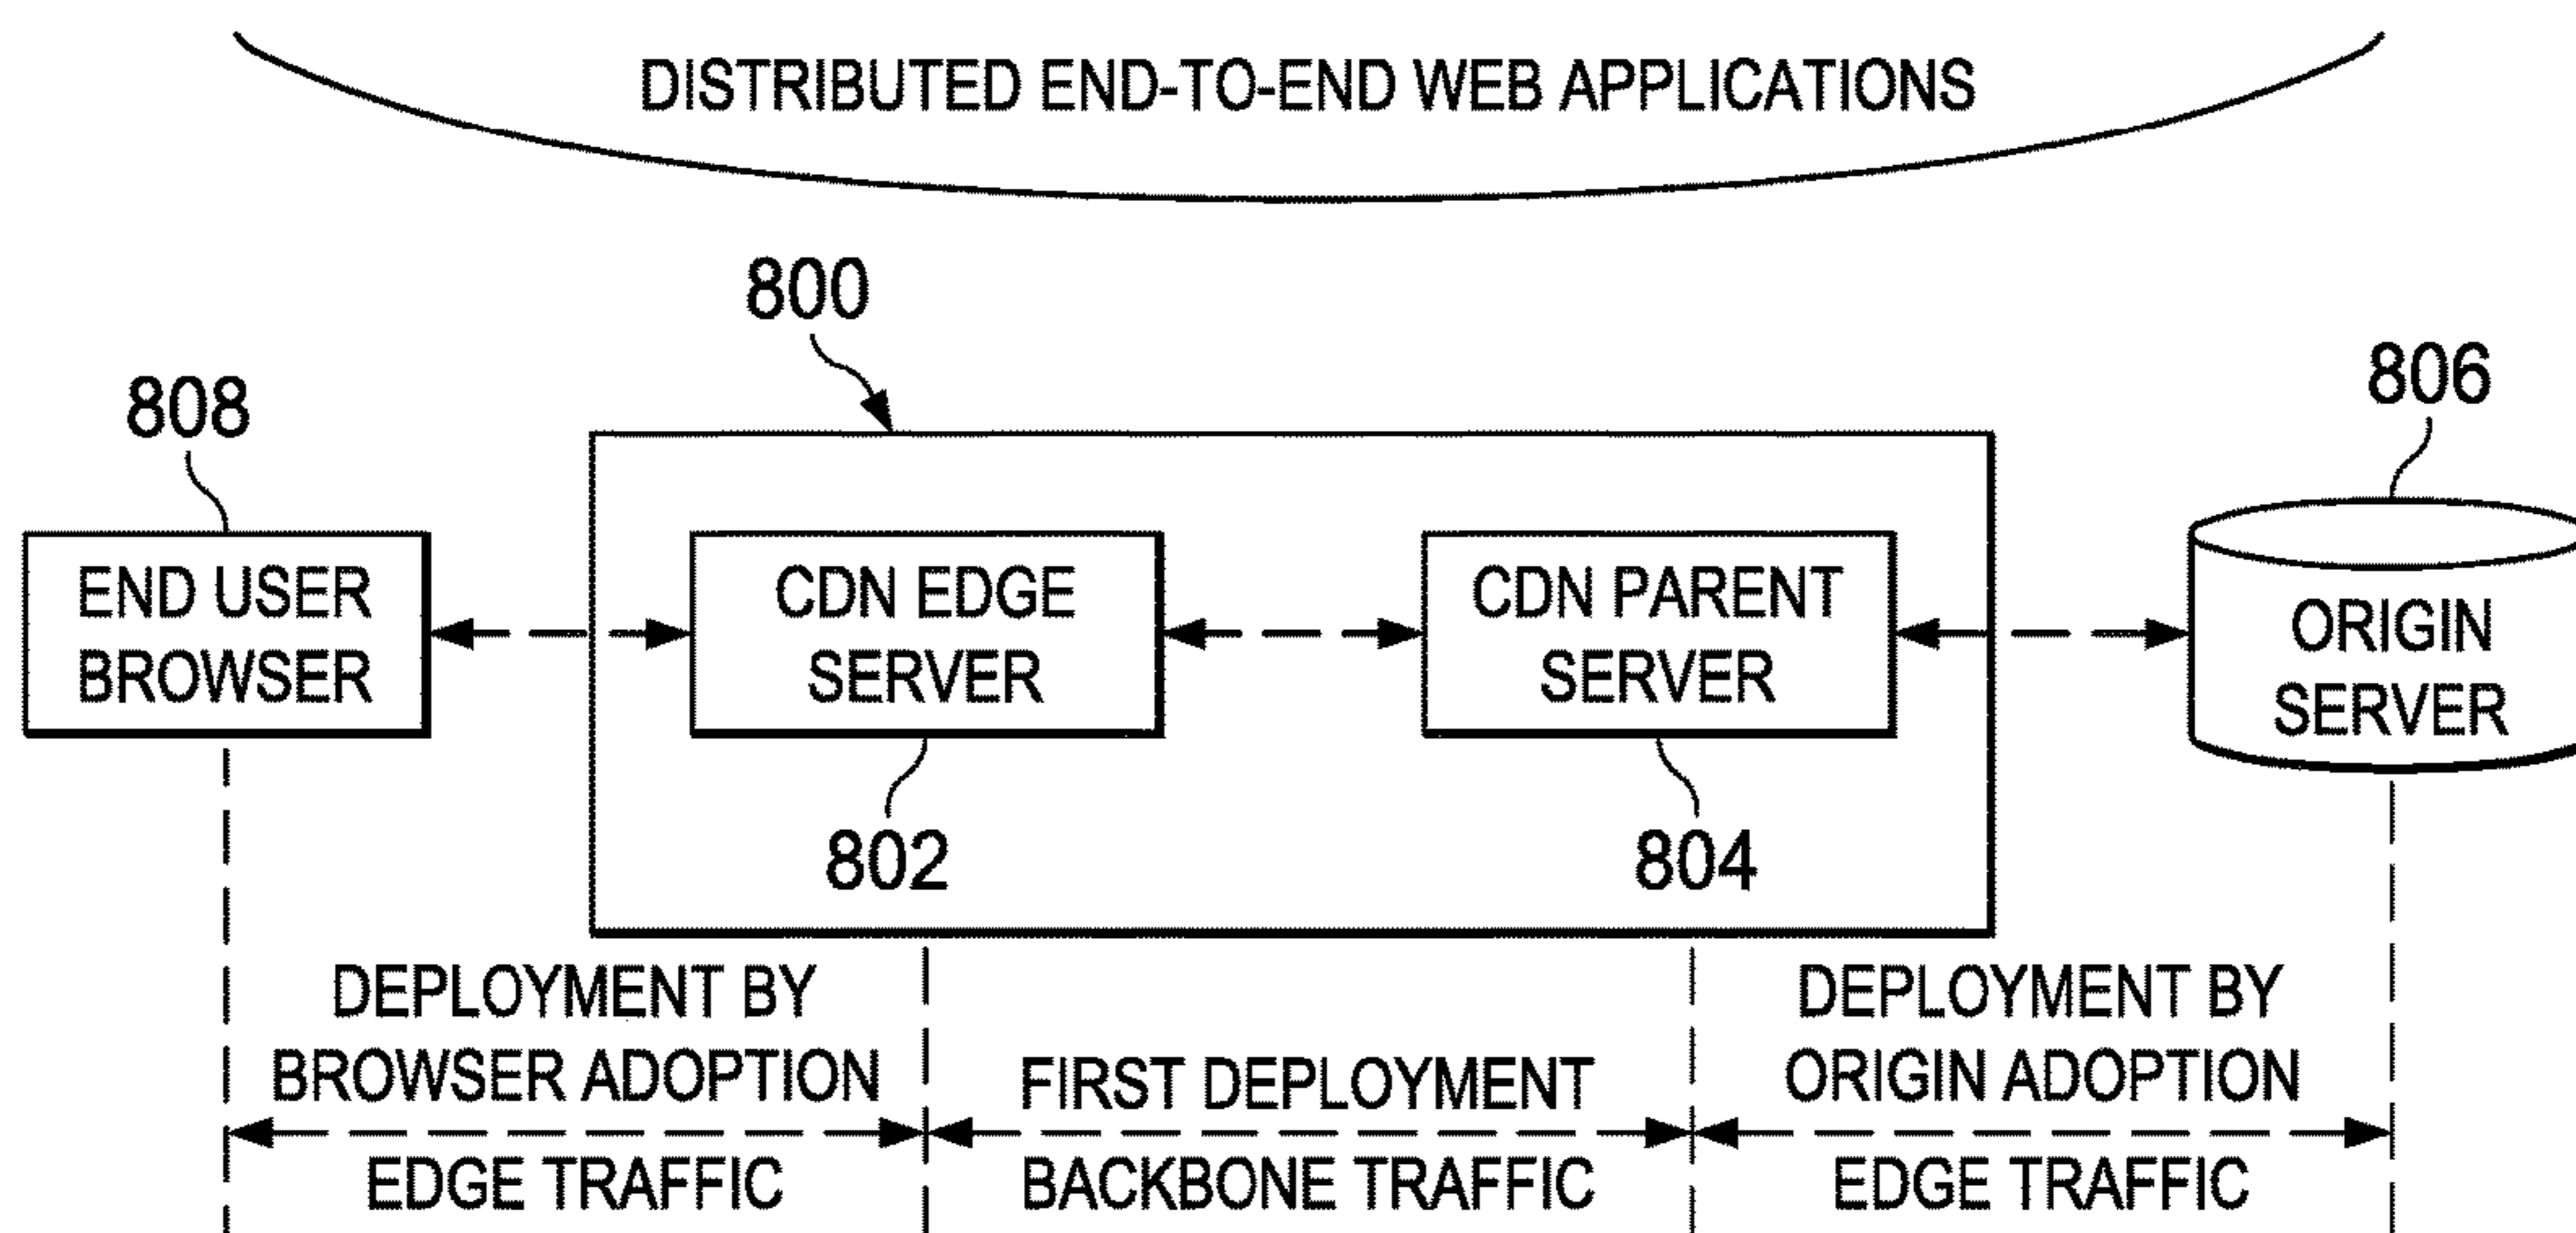 DISTRIBUTED END-TO-END WEB APPLICATIONS
800
808
806
END USER
BROWSER
CDN EDGE
SERVER
CDN PARENT
SERVER
ORIGIN
SERVER
802
804
DEPLOYMENT BY
BROWSER ADOPTION
EDGE TRAFFIC
FIRST DEPLOYMENT
BACKBONE TRAFFIC
DEPLOYMENT BY
ORIGIN ADOPTION
EDGE TRAFFIC